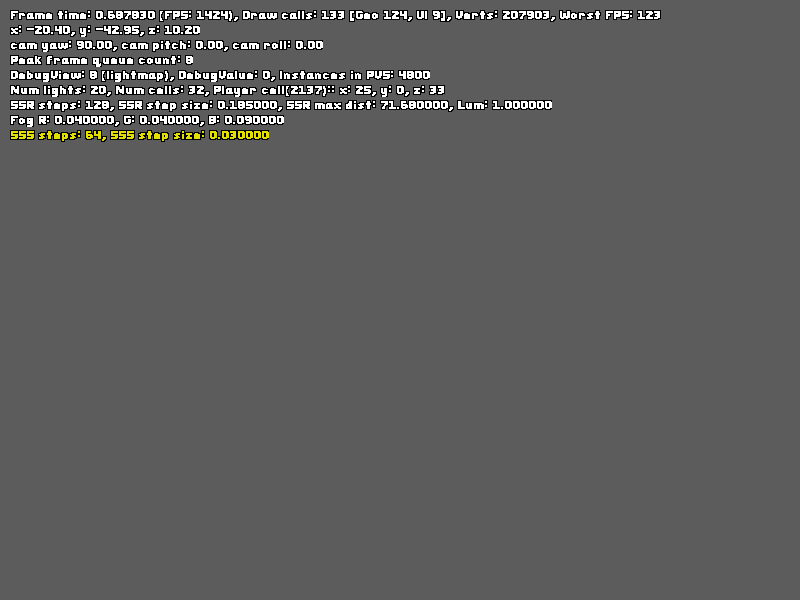 Frame time: 0.687830 (FPS: 1424), Draw calls: 133 [Geo 124, UI 9], Verts: 207903, Worst FPS: 123
x: -20.40, y: -42.95, z: 10.20
cam yaw: 90.00, cam pitch: 0.00, cam roll: 0.00
Peak frame queue count: 8
DebugView: 8 (lightmap), DebugValue: 0, Instances in PVS: 4800
Num lights: 20, Num cells: 32, Player cell(2137):: x: 25, y: 0, z: 33
SSR steps: 128, SSR step size: 0.185000, SSR max dist: 71.680000, Lum: 1.000000
Fog R: 0.040000, G: 0.040000, B: 0.090000
SSS steps: 64, SSS step size: 0.030000